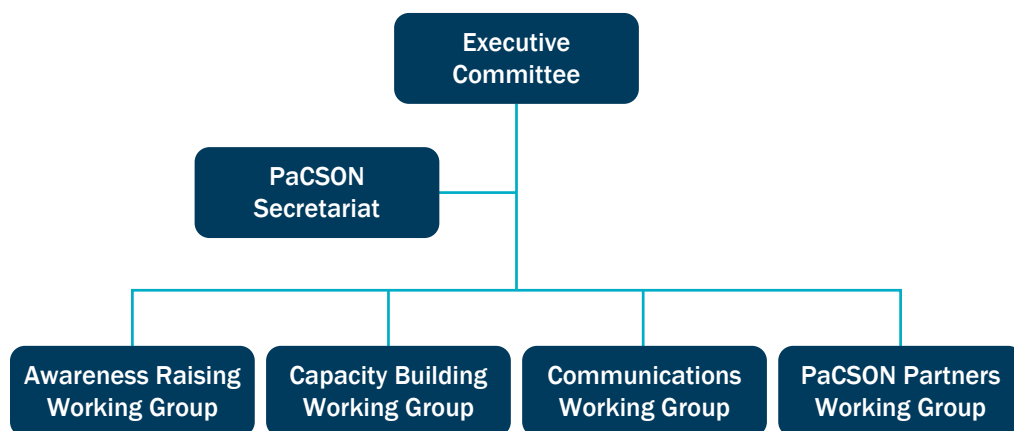 Executive
Committee
PaCSON
Secretariat
Awareness Raising
Working Group
Capacity Building
Working Group
Communications
Working Group
PaCSON Partners
Working Group